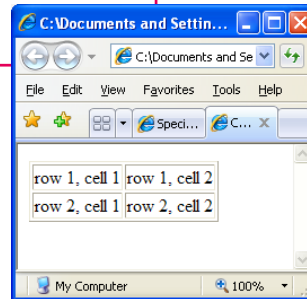 C:\Documents and Settin...
C:\Documents and Se
File Edit View Favorites Tools Help
Speci... C... X
row 1, cell 1 row 1, cell 2
row 2, cell 1 row 2, cell 2
My Computer 100%